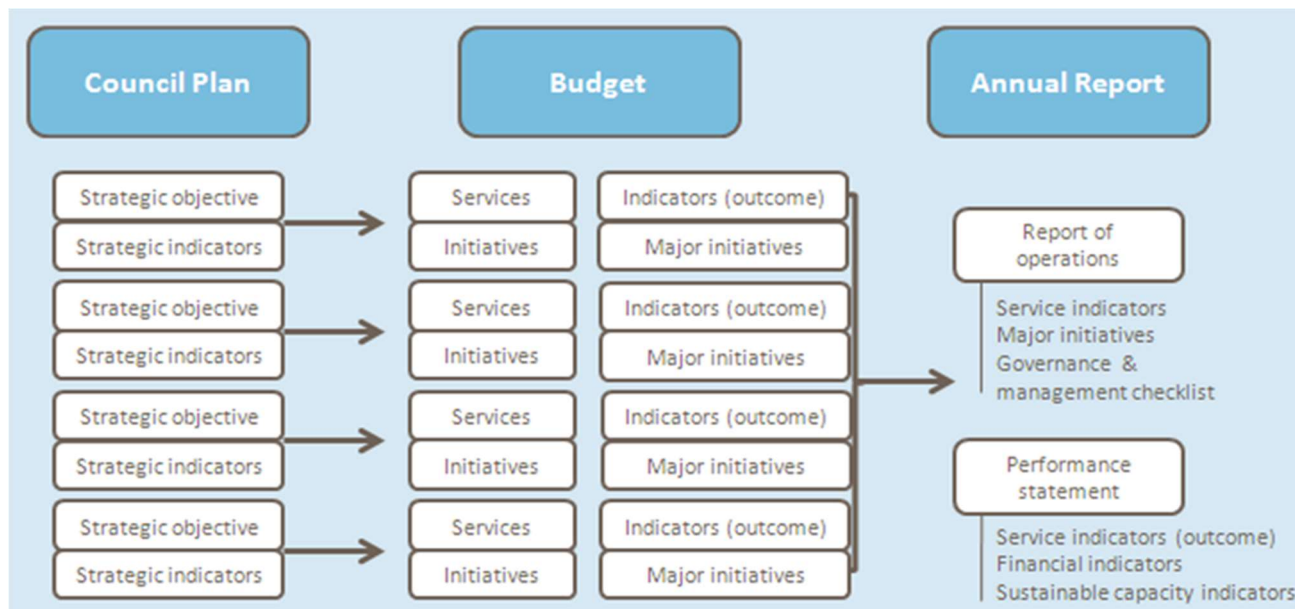 Council Plan
Budget
Annual Report
Strategic objective
Strategic indicators
Strategic objective
Strategic indicators
Strategic objective
Strategic indicators
Strategic objective
Strategic indicators
Services
Initiatives
Services
Initiatives
Services
Initiatives
Services
Initiatives
Indicators (outcome)
Major initiatives
Indicators (outcome)
Major initiatives
Indicators (outcome)
Major initiatives
Indicators (outcome)
Major initiatives
Report of
operations
Service indicators
Major initiatives
Governance &
management checklist
Performance
statement
Service indicators (outcome)
Financial indicators
Sustainable capacity indicators